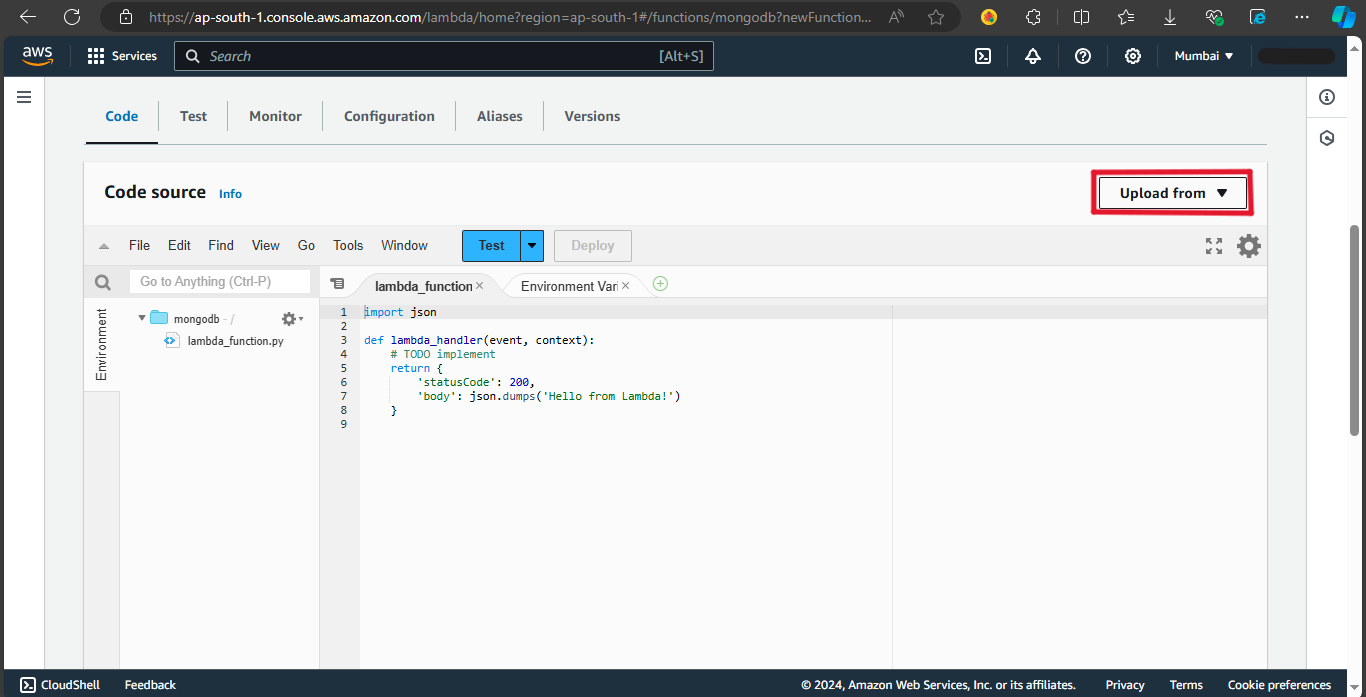 https://ap-south-1.console.aws.amazon.com/lambda/home?region=ap-south-1#/functions/mongodb?newFunction...
aws Services Search [Alt+S] Mumbai
Code Test Monitor Configuration Aliases Versions
Code source Info Upload from
File Edit Find View Go Tools Window Test Deploy
Go to Anything (Ctrl-P) lambda_function Environment Vari
Environment
mongodb - /
lambda_function.py
1 import json
2
3 def lambda_handler(event, context):
4 # TODO implement
5 return {
6 'statusCode': 200,
7 'body': json.dumps('Hello from Lambda!')
8 }
9
CloudShell Feedback © 2024, Amazon Web Services, Inc. or its affiliates. Privacy Terms Cookie preferences